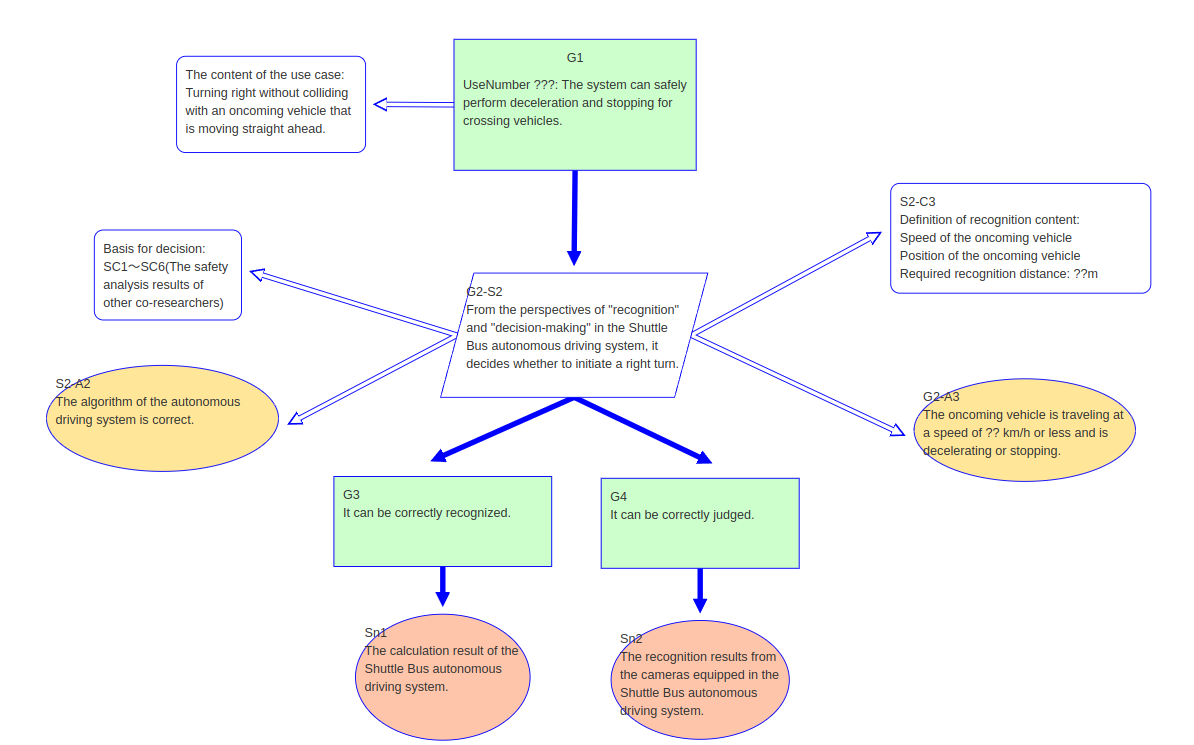 G1
UseNumber ???: The system can safely
perform deceleration and stopping for
crossing vehicles.
The content of the use case:
Turning right without colliding
with an oncoming vehicle that
is moving straight ahead.
S2-C3
Definition of recognition content:
Speed of the oncoming vehicle
Position of the oncoming vehicle
Required recognition distance: ??m
Basis for decision:
SC1～SC6(The safety
analysis results of
other co-researchers)
G2-S2
From the perspectives of "recognition"
and "decision-making" in the Shuttle
Bus autonomous driving system, it
decides whether to initiate a right turn.
S2-A2
The algorithm of the autonomous
driving system is correct.
G2-A3
The oncoming vehicle is traveling at
a speed of ?? km/h or less and is
decelerating or stopping.
G3
It can be correctly recognized.
G4
It can be correctly judged.
Sn1
The calculation result of the
Shuttle Bus autonomous
driving system.
Sn2
The recognition results from
the cameras equipped in the
Shuttle Bus autonomous
driving system.